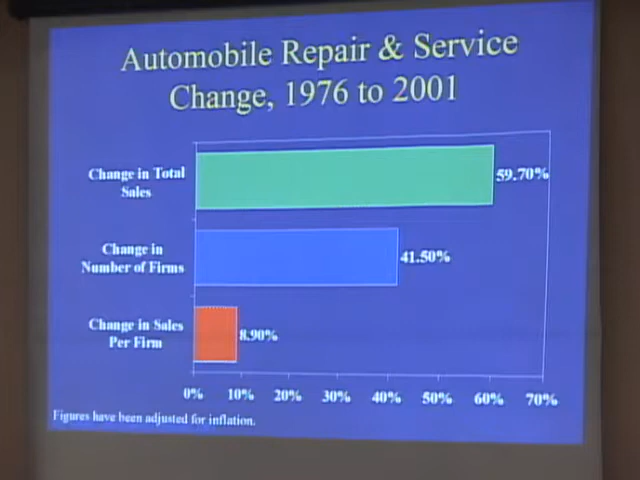 Automobile Repair & Service
Change, 1976 to 2001
Change in Total
Sales
59.70%
Change in
Number of Firms
41.50%
Change in Sales
Per Firm
8.90%
0% 10% 20% 30% 40% 50% 60% 70%
Figures have been adjusted for inflation.